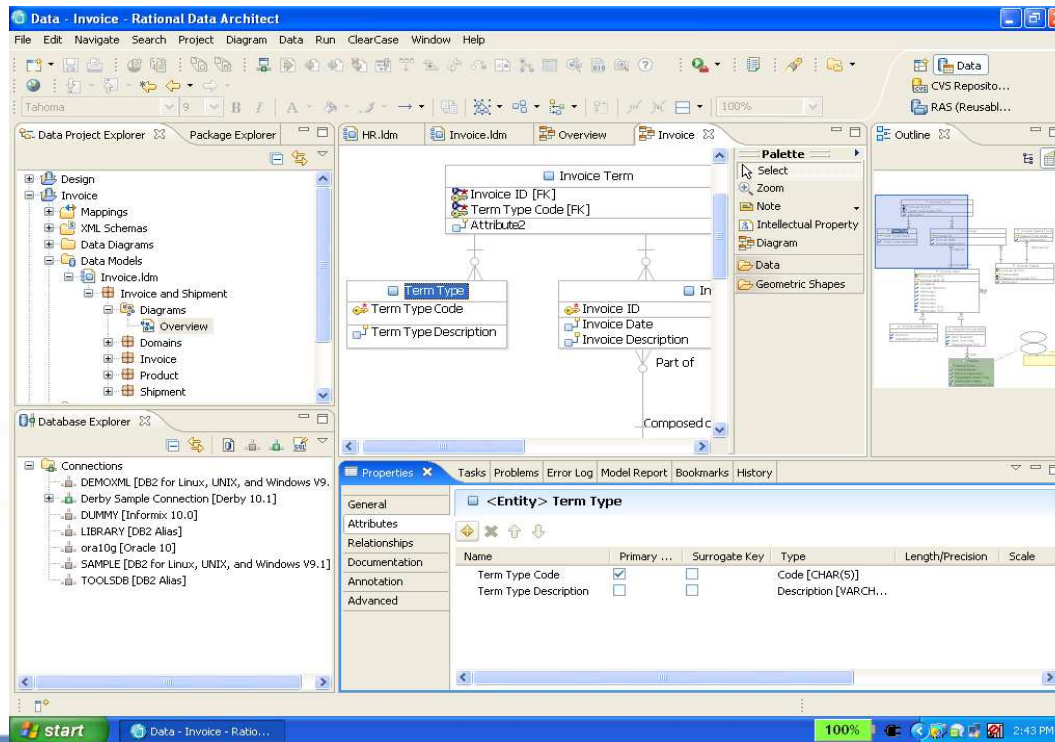 Data - Invoice - Rational Data Architect
File Edit Navigate Search Project Diagram Data Run ClearCase Window Help
Data
CVS Reposito...
RAS (Reusabl...
Tahoma 9 B I A 100%
Data Project Explorer Package Explorer
Design
Invoice
Mappings
XML Schemas
Data Diagrams
Data Models
Invoice.ldm
Invoice and Shipment
Diagrams
Overview
Domains
Invoice
Product
Shipment
HR.ldm Invoice.ldm Overview Invoice
Invoice Term
Invoice ID [FK]
Term Type Code [FK]
Attribute2
Term Type
Term Type Code
Term Type Description
In
Invoice ID
Invoice Date
Invoice Description
Part of
Composed o
Palette
Select
Zoom
Note
Intellectual Property
Diagram
Data
Geometric Shapes
Outline
Database Explorer
Connections
DEMOXML [DB2 for Linux, UNIX, and Windows V9.
Derby Sample Connection [Derby 10.1]
DUMMY [Informix 10.0]
LIBRARY [DB2 Alias]
ora10g [Oracle 10]
SAMPLE [DB2 for Linux, UNIX, and Windows V9.1]
TOOLSDB [DB2 Alias]
Properties Tasks Problems Error Log Model Report Bookmarks History
General
Attributes
Relationships
Documentation
Annotation
Advanced
<Entity> Term Type
Name Primary ... Surrogate Key Type Length/Precision Scale
Term Type Code Code [CHAR(5)]
Term Type Description Description [VARCH...
start Data - Invoice - Ratio... 100% 2:43 PM